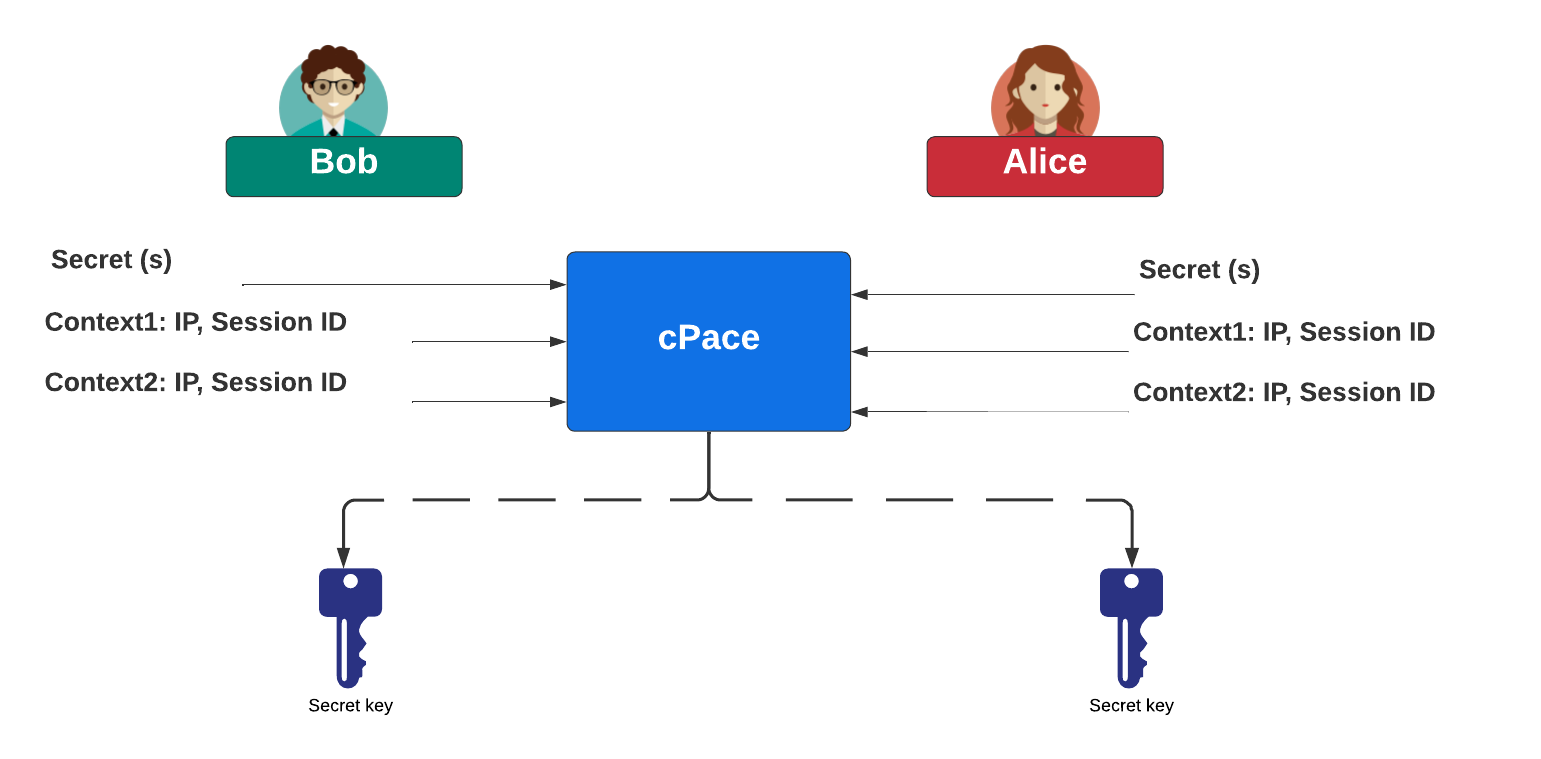 Bob
Alice
Secret (s)
Context1: IP, Session ID
Context2: IP, Session ID
cPace
Secret (s)
Context1: IP, Session ID
Context2: IP, Session ID
Secret key
Secret key